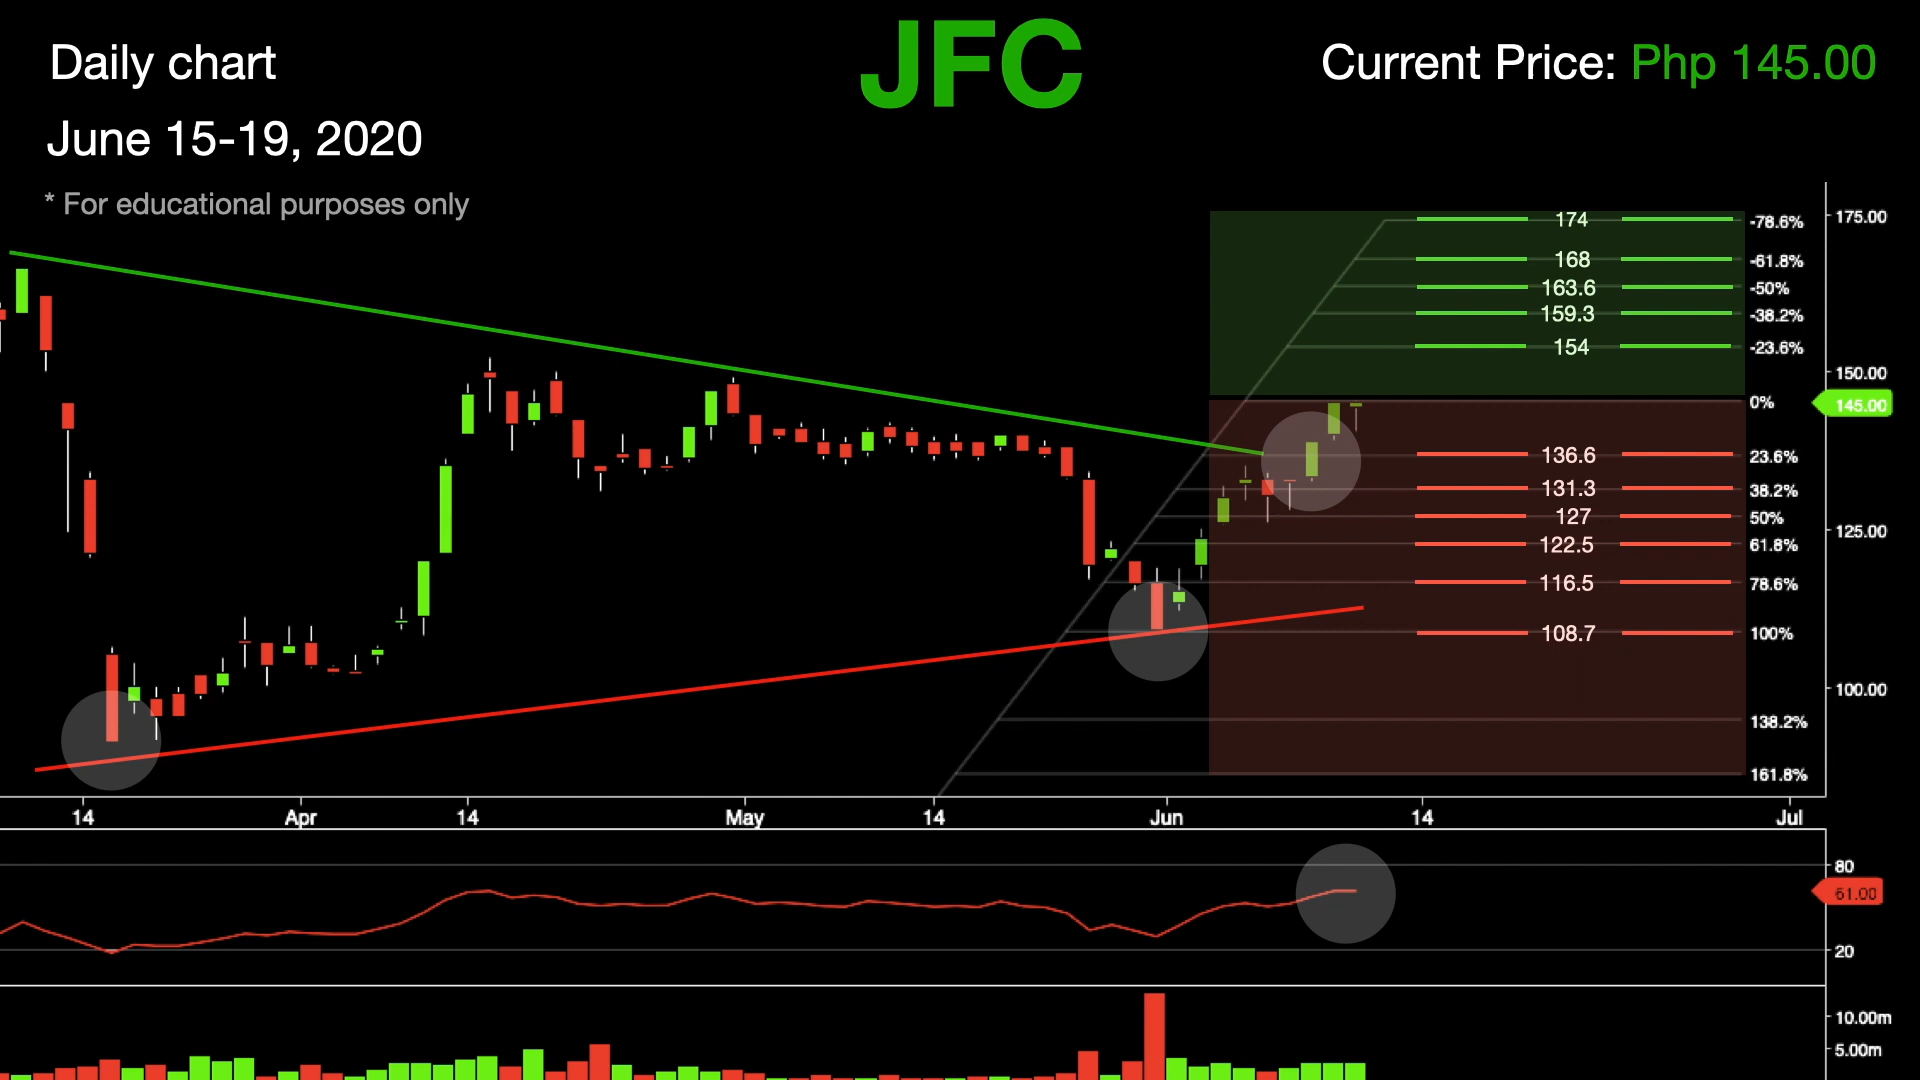 JFC
Daily chart
Current Price: Php 145.00
June 15-19, 2020
* For educational purposes only
174 -78.6% 175.00
168 -61.8%
163.6 -50%
159.3 -38.2%
154 -23.6%
150.00
0% 145.00
136.6 23.6%
131.3 38.2%
127 50%
125.00
122.5 61.8%
116.5 78.6%
108.7 100%
100.00
138.2%
161.8%
14 Apr 14 May 14 Jun 14 Jul
80
61.00
20
10.00m
5.00m